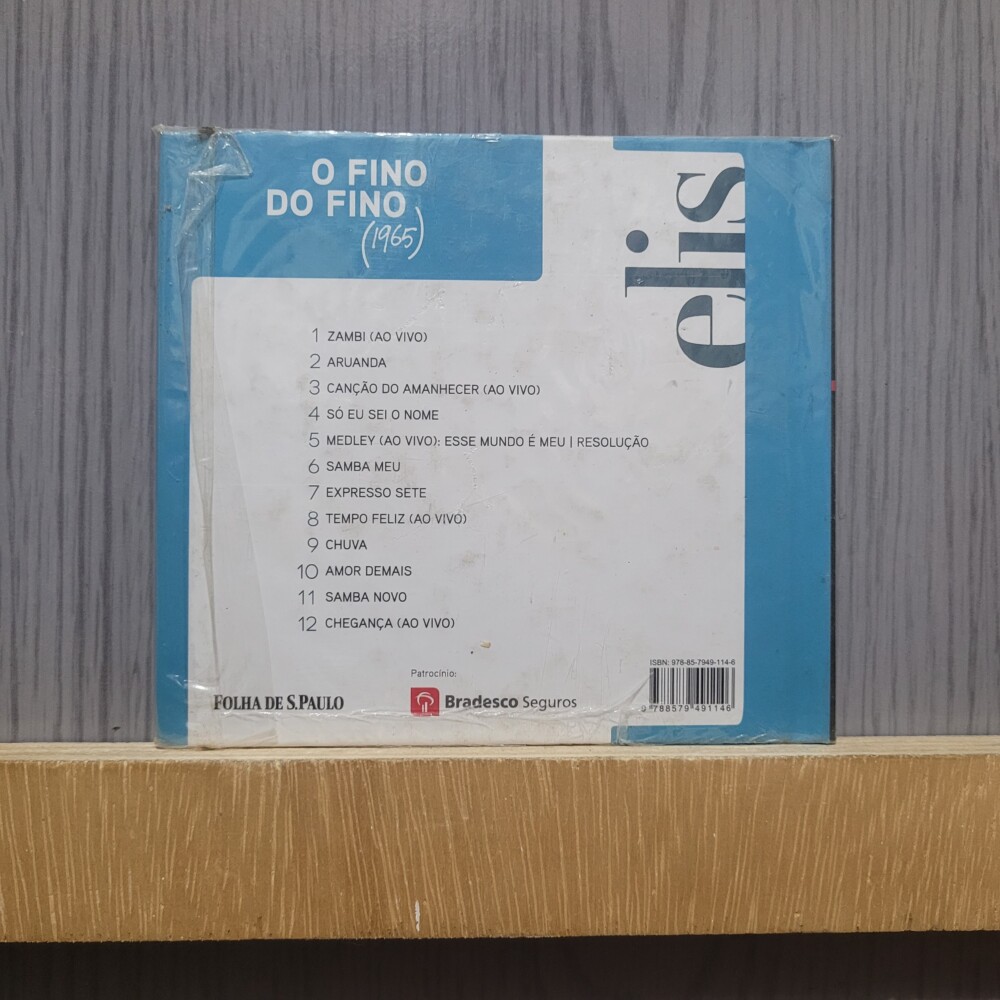 O FINO
DO FINO
(1965)
elis
1 ZAMBI (AO VIVO)
2 ARUANDA
3 CANÇÃO DO AMANHECER (AO VIVO)
4 SÓ EU SEI O NOME
5 MEDLEY (AO VIVO): ESSE MUNDO É MEU | RESOLUÇÃO
6 SAMBA MEU
7 EXPRESSO SETE
8 TEMPO FELIZ (AO VIVO)
9 CHUVA
10 AMOR DEMAIS
11 SAMBA NOVO
12 CHEGANÇA (AO VIVO)
Patrocínio:
FOLHA DE S.PAULO
Bradesco Seguros
ISBN: 978-85-7949-114-6
9 788579 491146